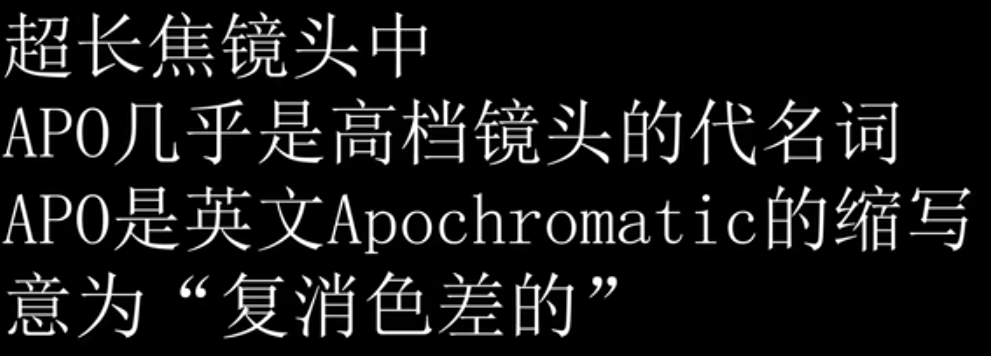 超长焦镜头中
APO几乎是高档镜头的代名词
APO是英文Apochromatic的缩写
意为“复消色差的”